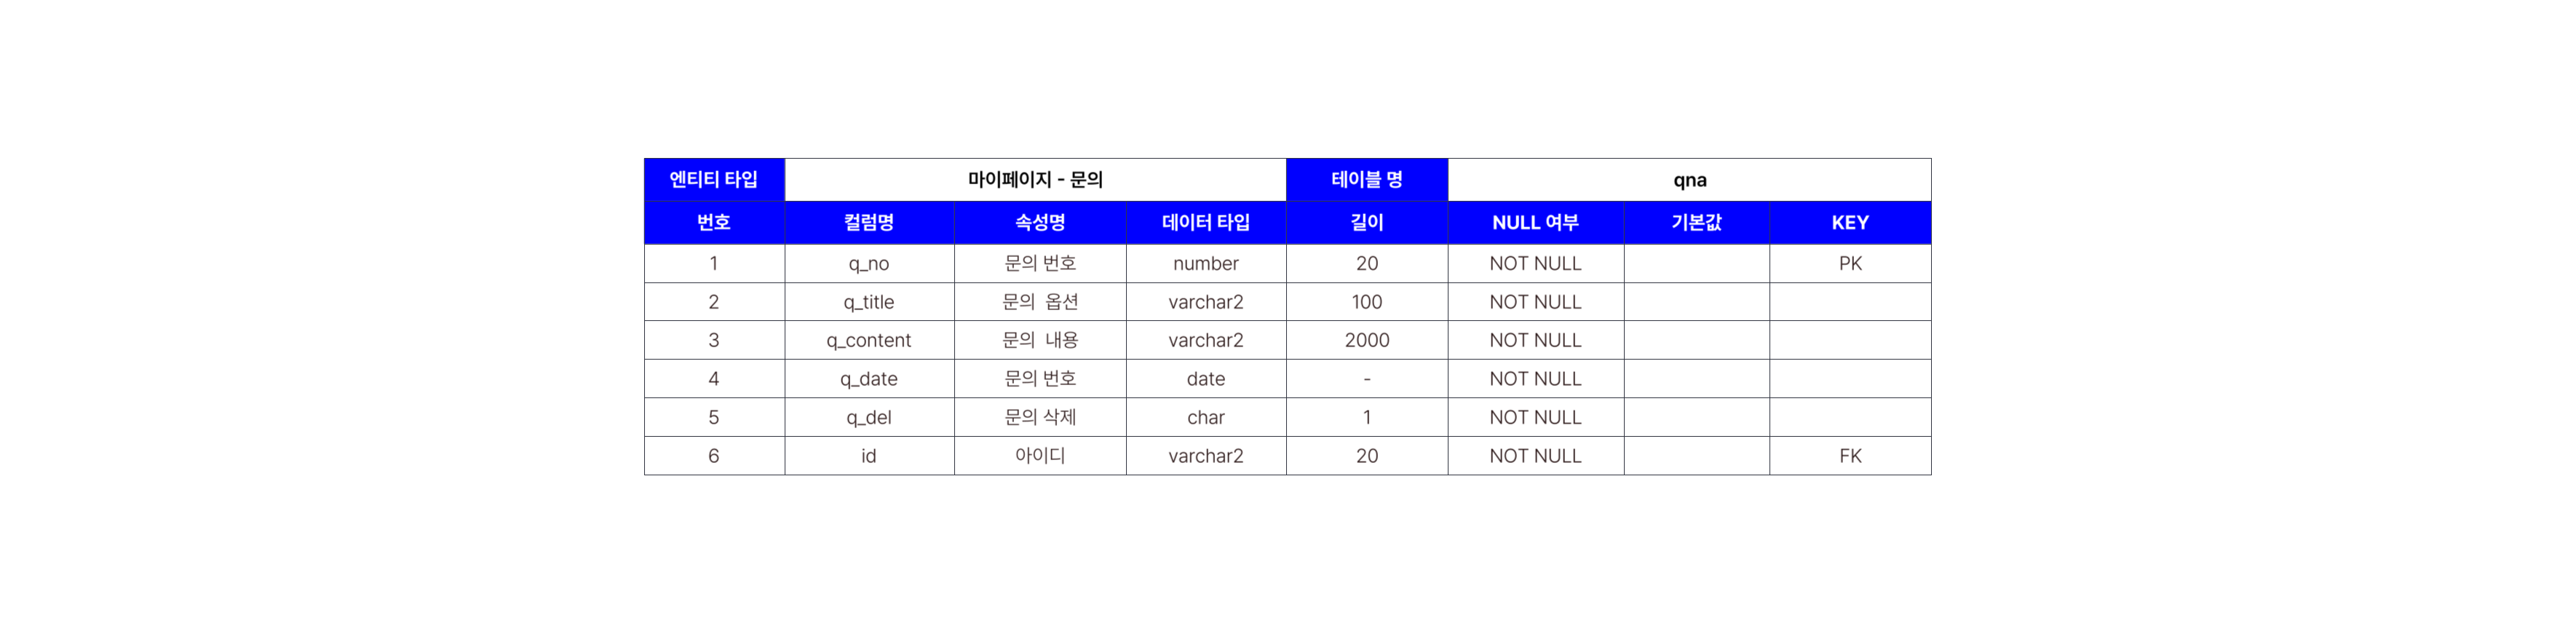 엔티티 타입 마이페이지 - 문의 테이블 명 qna
번호 컬럼명 속성명 데이터 타입 길이 NULL 여부 기본값 KEY
1 q_no 문의 번호 number 20 NOT NULL PK
2 q_title 문의 옵션 varchar2 100 NOT NULL
3 q_content 문의 내용 varchar2 2000 NOT NULL
4 q_date 문의 번호 date - NOT NULL
5 q_del 문의 삭제 char 1 NOT NULL
6 id 아이디 varchar2 20 NOT NULL FK